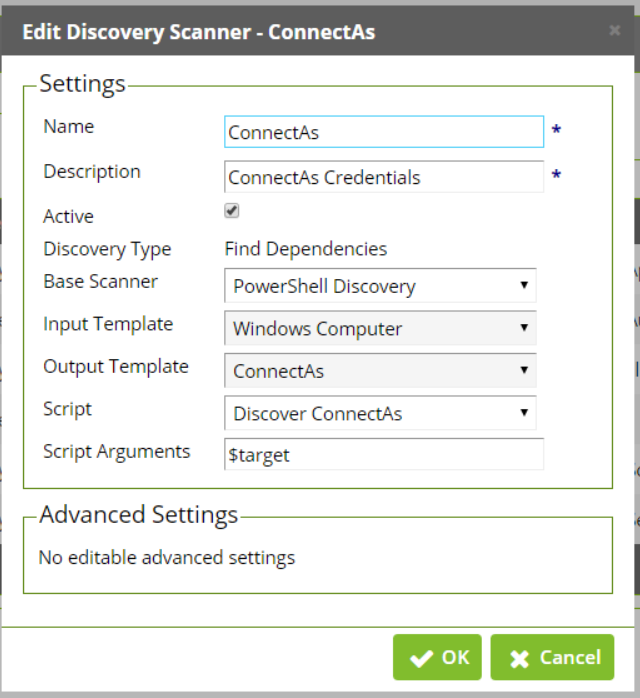 Edit Discovery Scanner - ConnectAs
Settings
Name ConnectAs *
Description ConnectAs Credentials *
Active
Discovery Type Find Dependencies
Base Scanner PowerShell Discovery
Input Template Windows Computer
Output Template ConnectAs
Script Discover ConnectAs
Script Arguments $target
Advanced Settings
No editable advanced settings
OK Cancel